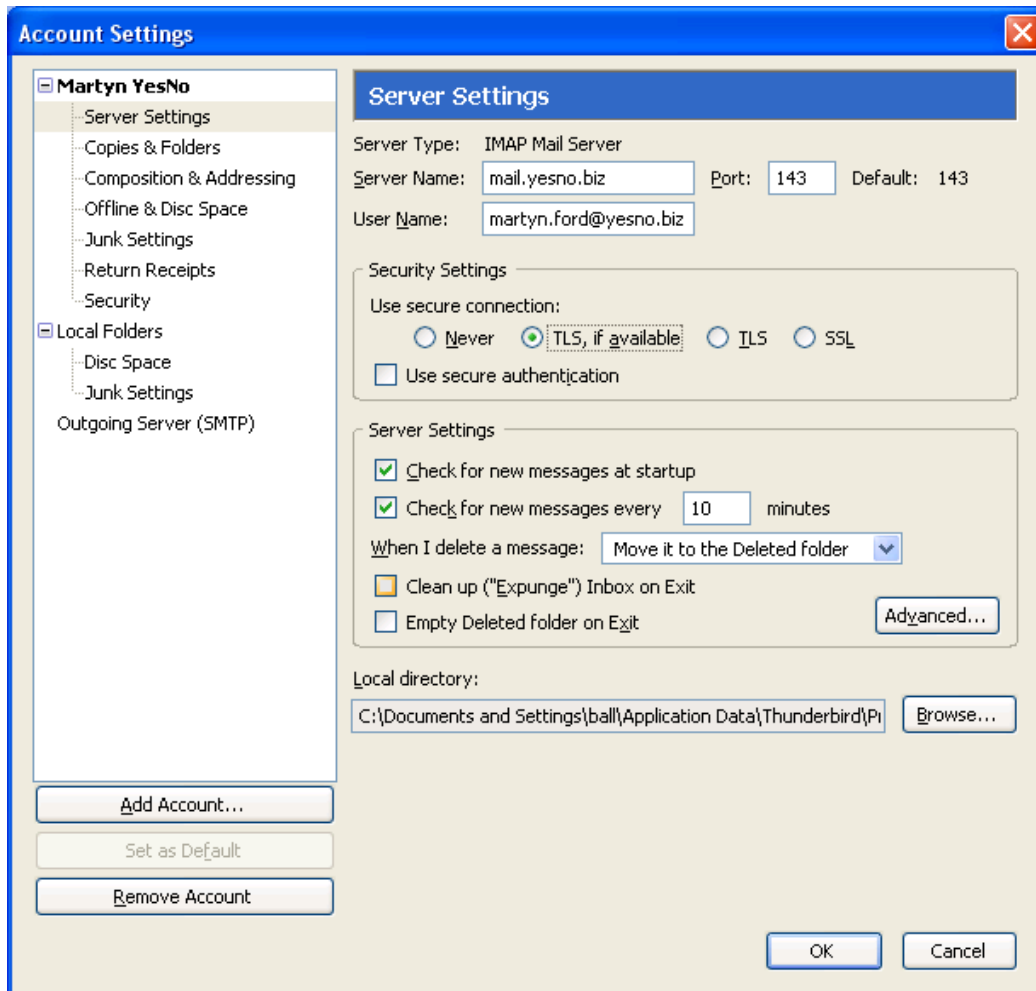 Account Settings
Martyn YesNo
Server Settings
Copies & Folders
Composition & Addressing
Offline & Disc Space
Junk Settings
Return Receipts
Security
Local Folders
Disc Space
Junk Settings
Outgoing Server (SMTP)
Add Account...
Set as Default
Remove Account
Server Settings
Server Type: IMAP Mail Server
Server Name: mail.yesno.biz Port: 143 Default: 143
User Name: martyn.ford@yesno.biz
Security Settings
Use secure connection:
Never TLS, if available TLS SSL
Use secure authentication
Server Settings
Check for new messages at startup
Check for new messages every 10 minutes
When I delete a message: Move it to the Deleted folder
Clean up ("Expunge") Inbox on Exit
Empty Deleted folder on Exit
Advanced...
Local directory:
C:\Documents and Settings\ball\Application Data\Thunderbird\ Browse...
OK Cancel